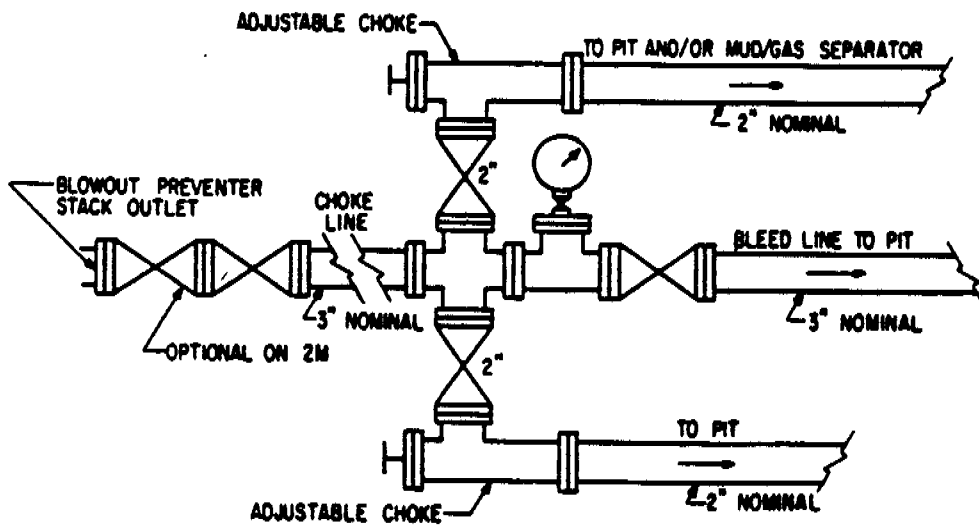 ADJUSTABLE CHOKE
TO PIT AND/OR MUD/GAS SEPARATOR
2" NOMINAL
2"
BLOWOUT PREVENTER
STACK OUTLET
CHOKE
LINE
BLEED LINE TO PIT
3" NOMINAL
3" NOMINAL
OPTIONAL ON 2M
2"
TO PIT
2" NOMINAL
ADJUSTABLE CHOKE